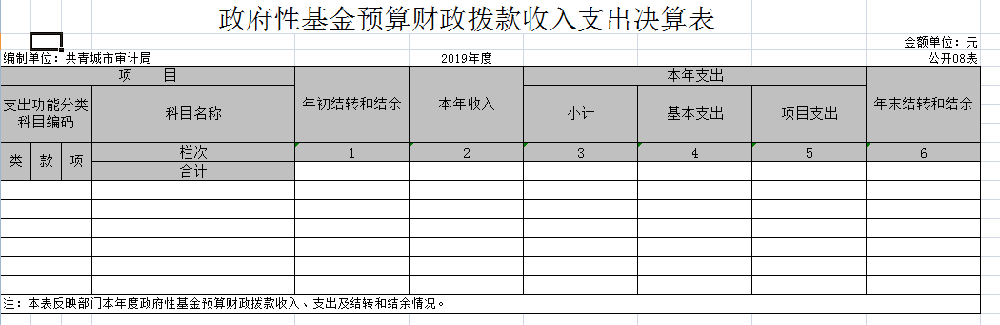 政府性基金预算财政拨款收入支出决算表
金额单位：元
编制单位：共青城市审计局 2019年度 公开08表
项 目 本年支出
年初结转和结余 本年收入 年末结转和结余
支出功能分类
科目编码
科目名称 小计 基本支出 项目支出
类 款 项 栏次 1 2 3 4 5 6
合计
注：本表反映部门本年度政府性基金预算财政拨款收入、支出及结转和结余情况。